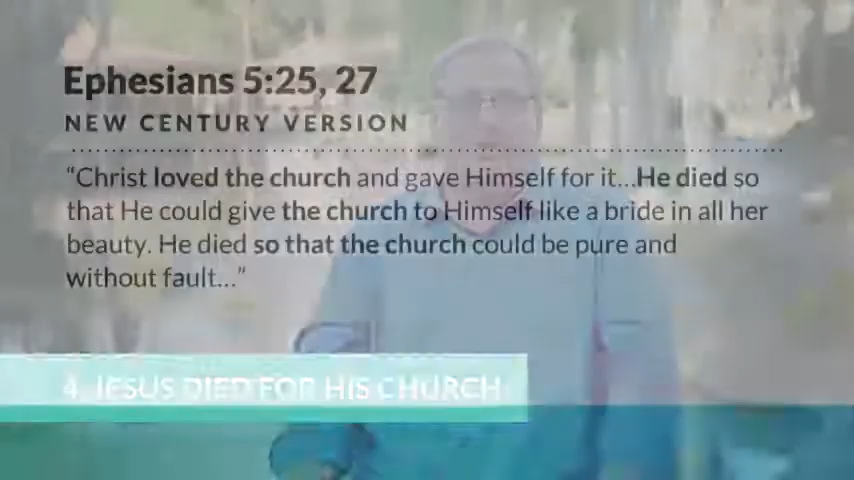 Ephesians 5:25, 27
NEW CENTURY VERSION
“Christ loved the church and gave Himself for it...He died so
that He could give the church to Himself like a bride in all her
beauty. He died so that the church could be pure and
without fault...”
4. JESUS DIED FOR HIS CHURCH